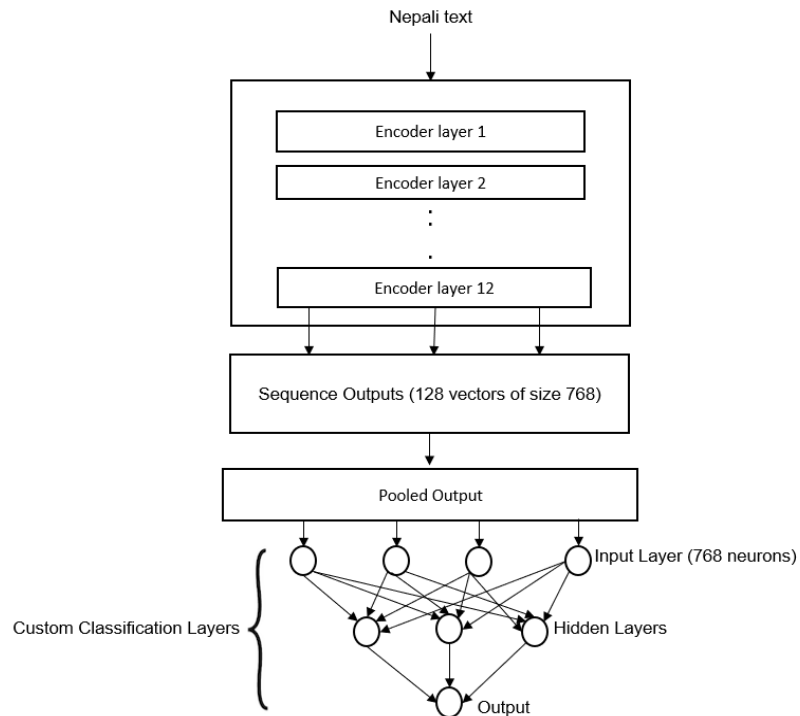 Nepali text
Encoder layer 1
Encoder layer 2
:
.
Encoder layer 12
Sequence Outputs (128 vectors of size 768)
Pooled Output
Input Layer (768 neurons)
Custom Classification Layers
Hidden Layers
Output